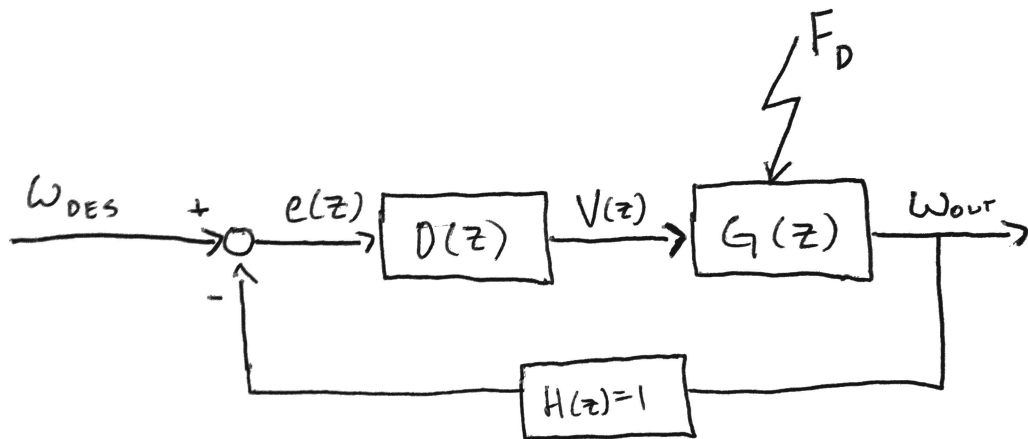 F_D
ω_DES
+
e(z)
D(z)
V(z)
G(z)
ω_OUT
-
H(z)=1